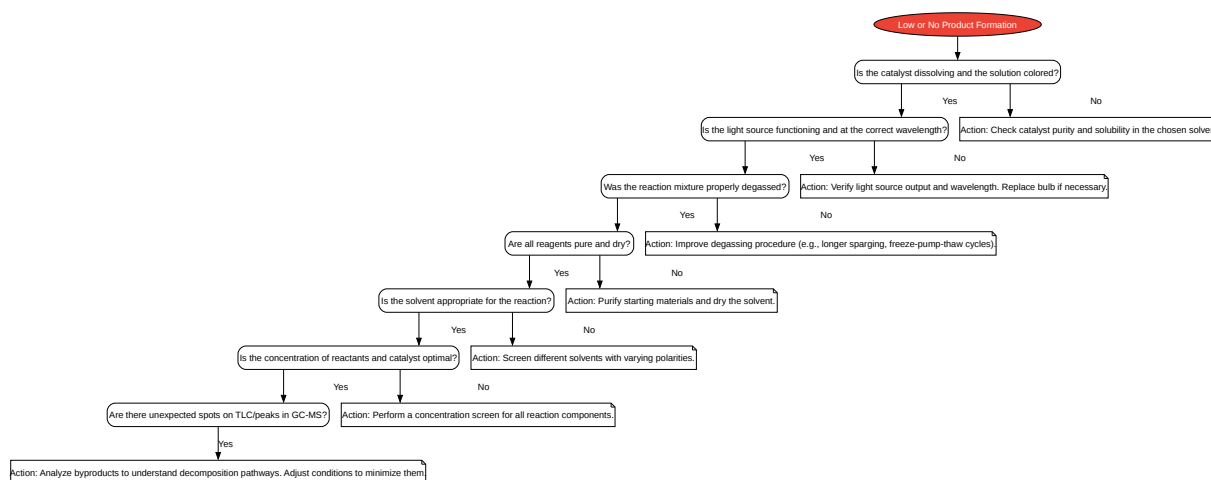 Low or No Product Formation
Is the catalyst dissolving and the solution colored?
Yes
No
Is the light source functioning and at the correct wavelength?
Action: Check catalyst purity and solubility in the chosen solve
Yes
No
Was the reaction mixture properly degassed?
Action: Verify light source output and wavelength. Replace bulb if necessary.
Yes
No
Are all reagents pure and dry?
Action: Improve degassing procedure (e.g., longer sparging, freeze-pump-thaw cycles).
Yes
No
Is the solvent appropriate for the reaction?
Action: Purify starting materials and dry the solvent.
Yes
No
Is the concentration of reactants and catalyst optimal?
Action: Screen different solvents with varying polarities.
Yes
No
Are there unexpected spots on TLC/peaks in GC-MS?
Action: Perform a concentration screen for all reaction components.
Yes
Action: Analyze byproducts to understand decomposition pathways. Adjust conditions to minimize them.